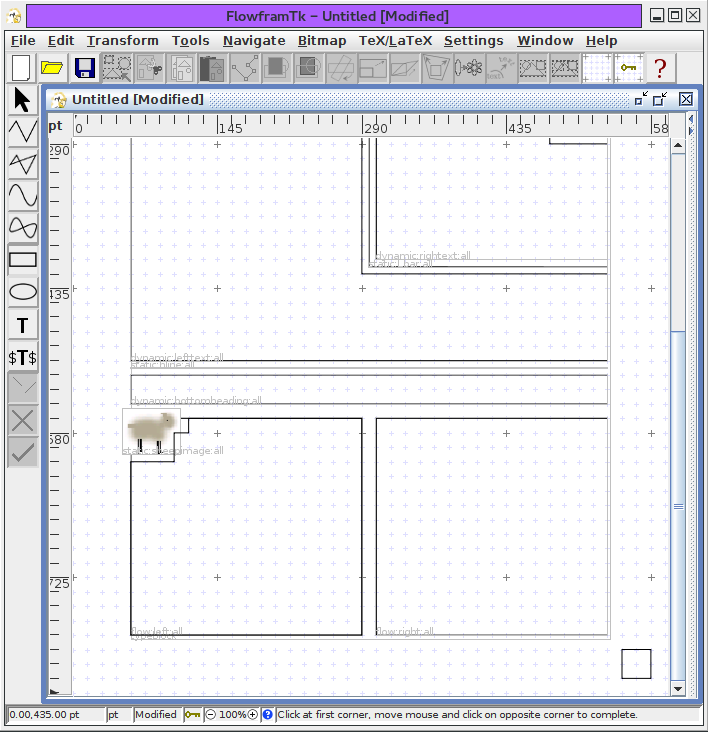 FlowframTk – Untitled [Modified]
File Edit Transform Tools Navigate Bitmap TeX/LaTeX Settings Window Help
?
Untitled [Modified]
pt 0 145 290 435 58
290
dynamic:righttext:all
435
dynamic:lefttext:all
static:hline:all
dynamic:bottomheading:all
T
$T$
580
static:sheepimage:all
725
flow:left:all flow:right:all
typeblock
0.00,435.00 pt pt Modified 100% ? Click at first corner, move mouse and click on opposite corner to complete.